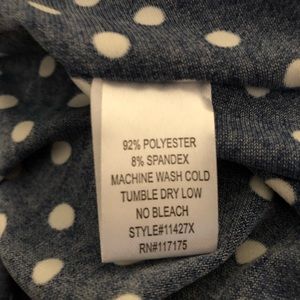 92% POLYESTER
8% SPANDEX
MACHINE WASH COLD
TUMBLE DRY LOW
NO BLEACH
STYLE#11427X
RN#117175